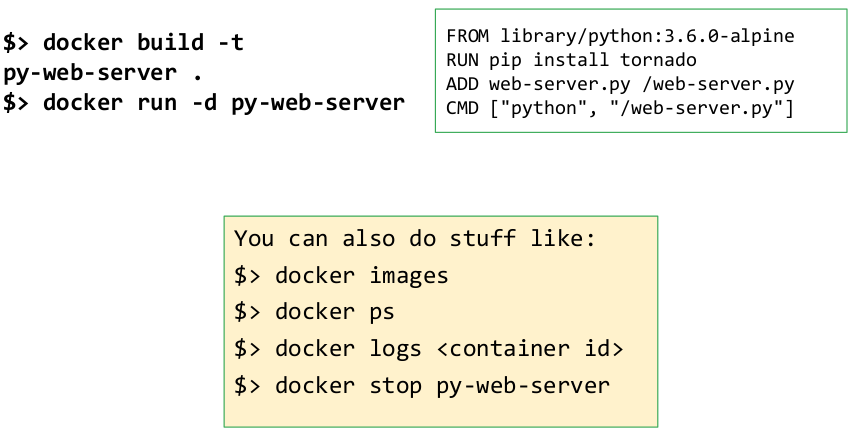 $> docker build -t
py-web-server .
$> docker run -d py-web-server
FROM library/python:3.6.0-alpine
RUN pip install tornado
ADD web-server.py /web-server.py
CMD ["python", "/web-server.py"]
You can also do stuff like:
$> docker images
$> docker ps
$> docker logs <container id>
$> docker stop py-web-server